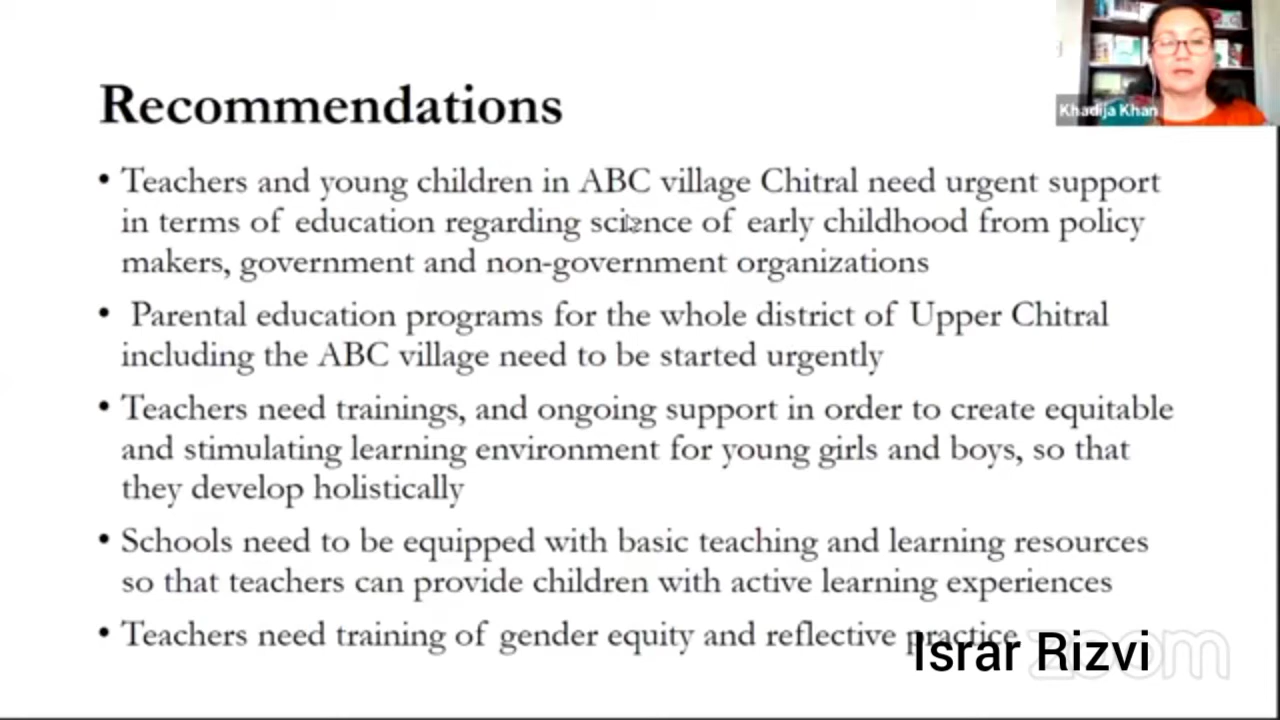 Recommendations
Khadija Khan
• Teachers and young children in ABC village Chitral need urgent support
in terms of education regarding science of early childhood from policy
makers, government and non-government organizations
• Parental education programs for the whole district of Upper Chitral
including the ABC village need to be started urgently
• Teachers need trainings, and ongoing support in order to create equitable
and stimulating learning environment for young girls and boys, so that
they develop holistically
• Schools need to be equipped with basic teaching and learning resources
so that teachers can provide children with active learning experiences
• Teachers need training of gender equity and reflective practice
Israr Rizvi
zoom